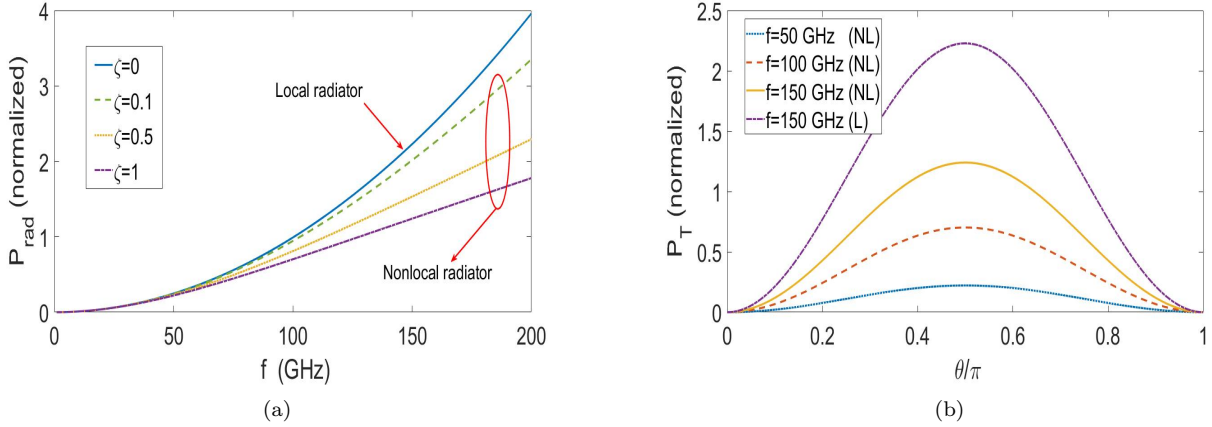 P_rad (normalized)
4
3
2
1
0
ζ=0
ζ=0.1
ζ=0.5
ζ=1
Local radiator
Nonlocal radiator
0 50 100 150 200
f (GHz)
(a)
P_T (normalized)
2.5
2
1.5
1
0.5
0
f=50 GHz (NL)
f=100 GHz (NL)
f=150 GHz (NL)
f=150 GHz (L)
0 0.2 0.4 0.6 0.8 1
θ/π
(b)